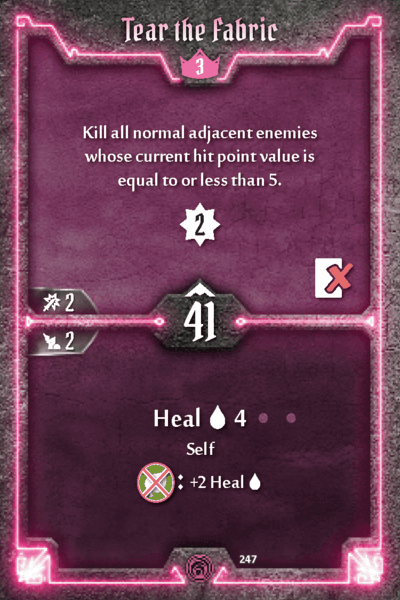 Tear the Fabric
3
Kill all normal adjacent enemies
whose current hit point value is
equal to or less than 5.
2
2
41
2
Heal 4
Self
: +2 Heal
247